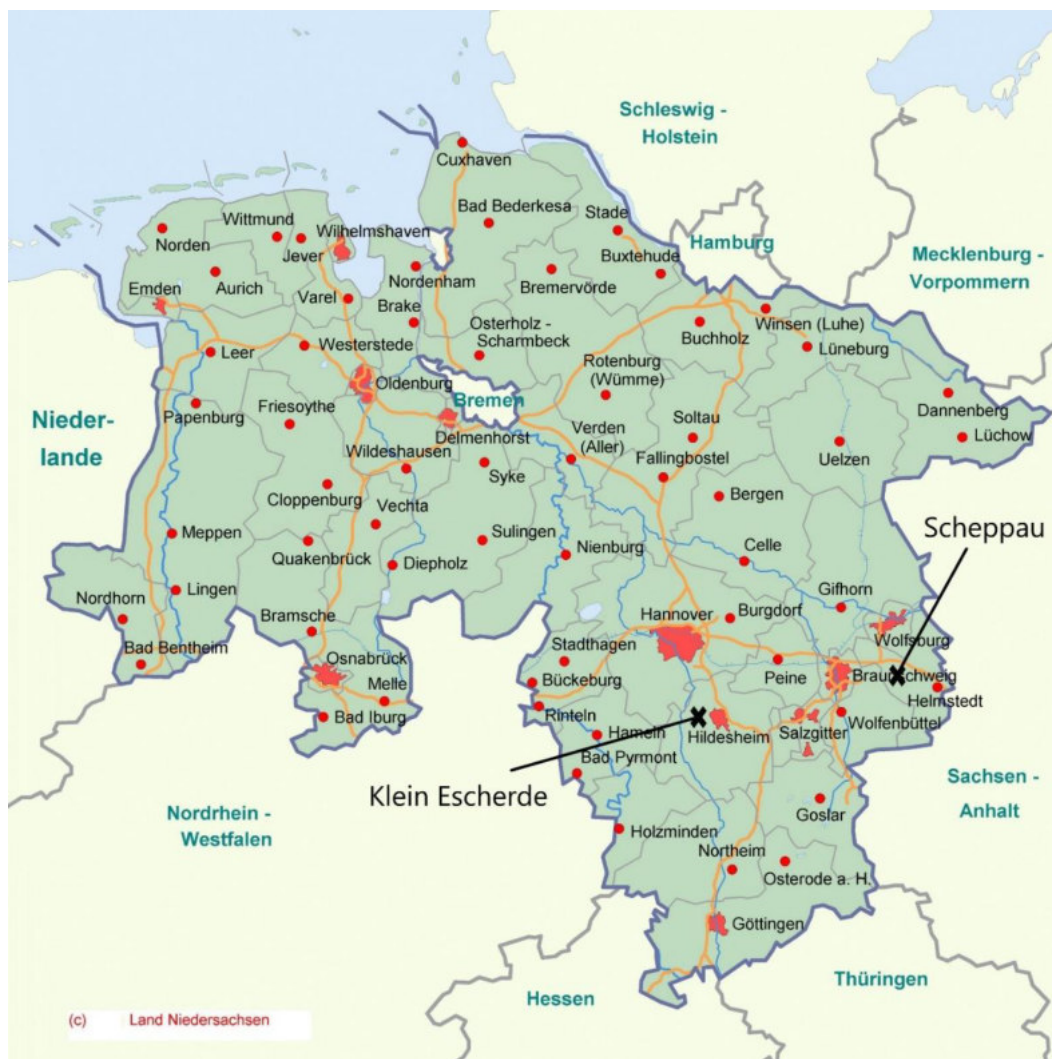 Schleswig -
Holstein
Cuxhaven
Bad Bederkesa
Stade
Wittmund
Wilhelmshaven
Hamburg
Norden
Jever
Nordenham
Buxtehude
Mecklenburg -
Vorpommern
Emden
Aurich
Varel
Bremervörde
Brake
Osterholz -
Scharmbeck
Winsen (Luhe)
Buchholz
Lüneburg
Westerstede
Leer
Rotenburg
(Wümme)
Oldenburg
Bremen
Papenburg
Friesoythe
Dannenberg
Nieder-
lande
Delmenhorst
Verden
(Aller)
Soltau
Lüchow
Wildeshausen
Fallingbostel
Uelzen
Syke
Cloppenburg
Bergen
Vechta
Scheppau
Meppen
Sulingen
Quakenbrück
Nienburg
Celle
Diepholz
Lingen
Gifhorn
Nordhorn
Bramsche
Hannover
Burgdorf
Wolfsburg
Bad Bentheim
Osnabrück
Stadthagen
Peine
Braunschweig
Melle
Bückeburg
Helmstedt
Bad Iburg
Rinteln
Wolfenbüttel
Hameln
Hildesheim
Salzgitter
Bad Pyrmont
Klein Escherde
Sachsen -
Anhalt
Nordrhein -
Westfalen
Goslar
Holzminden
Northeim
Osterode a. H.
Göttingen
Hessen
Thüringen
(c) Land Niedersachsen